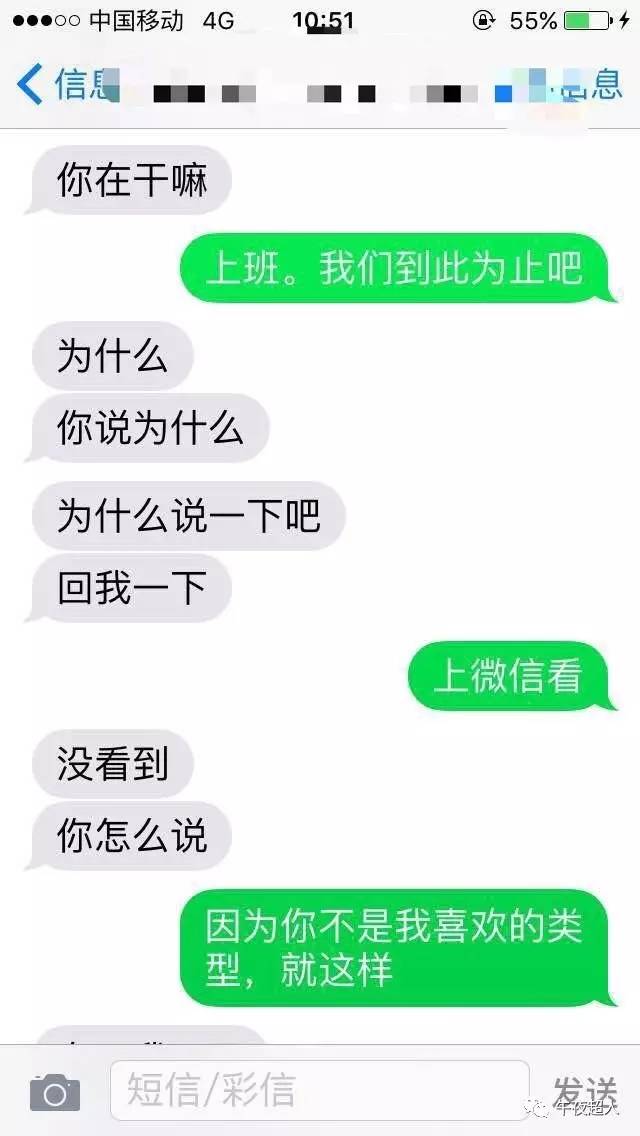 中国移动 4G 10:51 55%
信息
你在干嘛
上班。我们到此为止吧
为什么
你说为什么
为什么说一下吧
回我一下
上微信看
没看到
你怎么说
因为你不是我喜欢的类
型，就这样
短信/彩信
发送
午夜超人